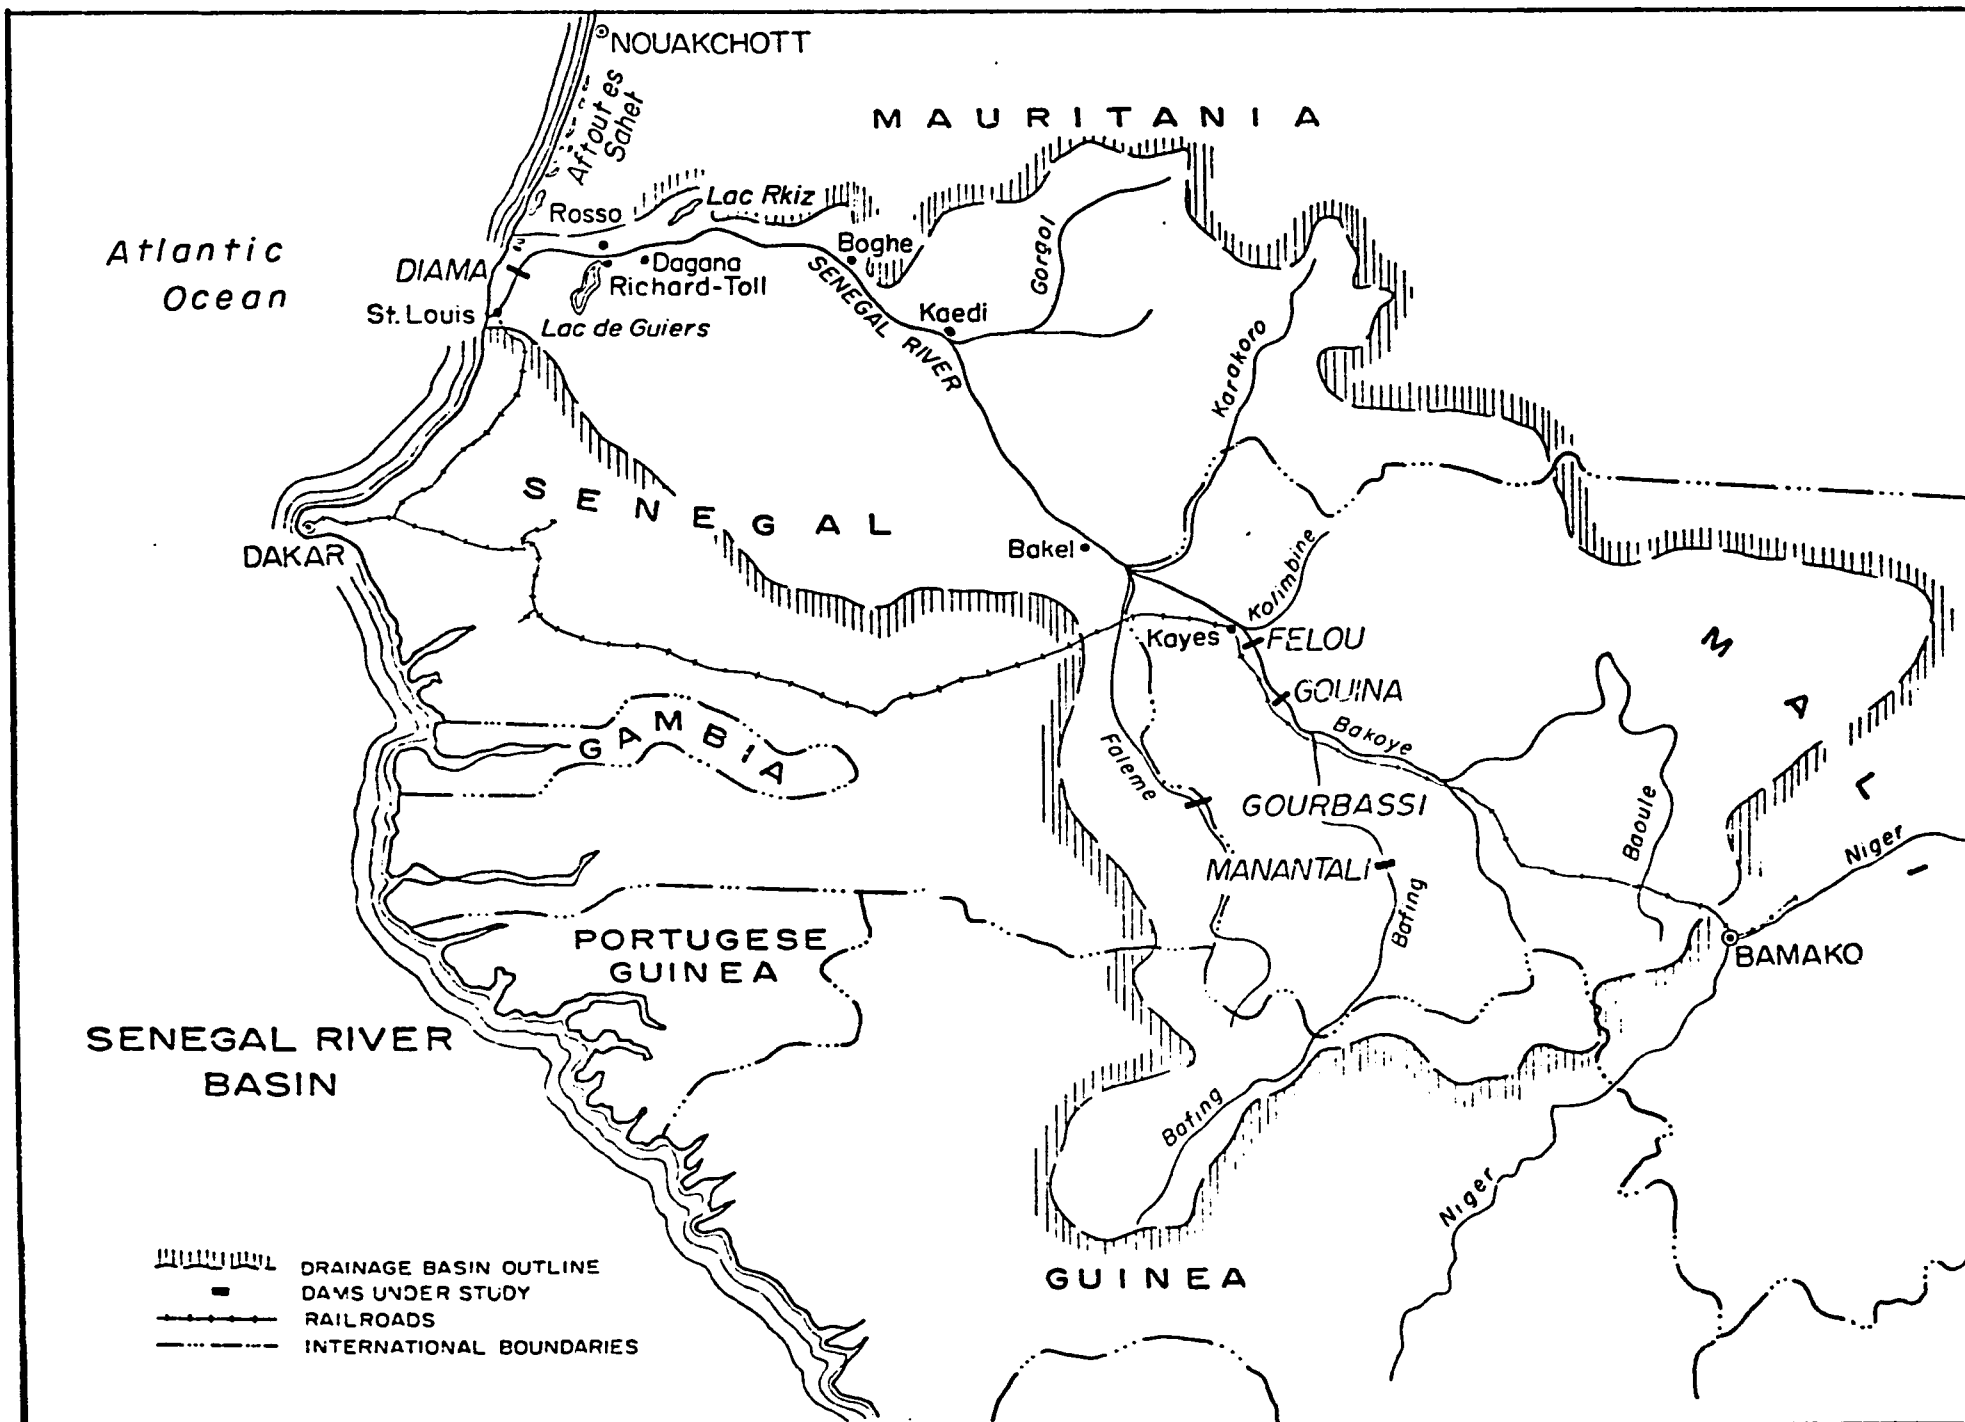 NOUAKCHOTT
Aftout es
Sahet
MAURITANIA
Lac Rkiz
Rosso
Atlantic
Ocean
DIAMA
Boghe
Dagana
Richard-Toll
St. Louis
Lac de Guiers
SENEGAL RIVER
Kaedi
Gorgol
Karakoro
SENEGAL
DAKAR
Bakel
Kolimbine
Kayes
FELOU
GOUINA
Bakoye
MALI
GAMBIA
Faleme
GOURBASSI
MANANTALI
Baoule
Niger
Bafing
BAMAKO
PORTUGESE
GUINEA
SENEGAL RIVER
BASIN
Bafing
Niger
GUINEA
DRAINAGE BASIN OUTLINE
DAMS UNDER STUDY
RAILROADS
INTERNATIONAL BOUNDARIES